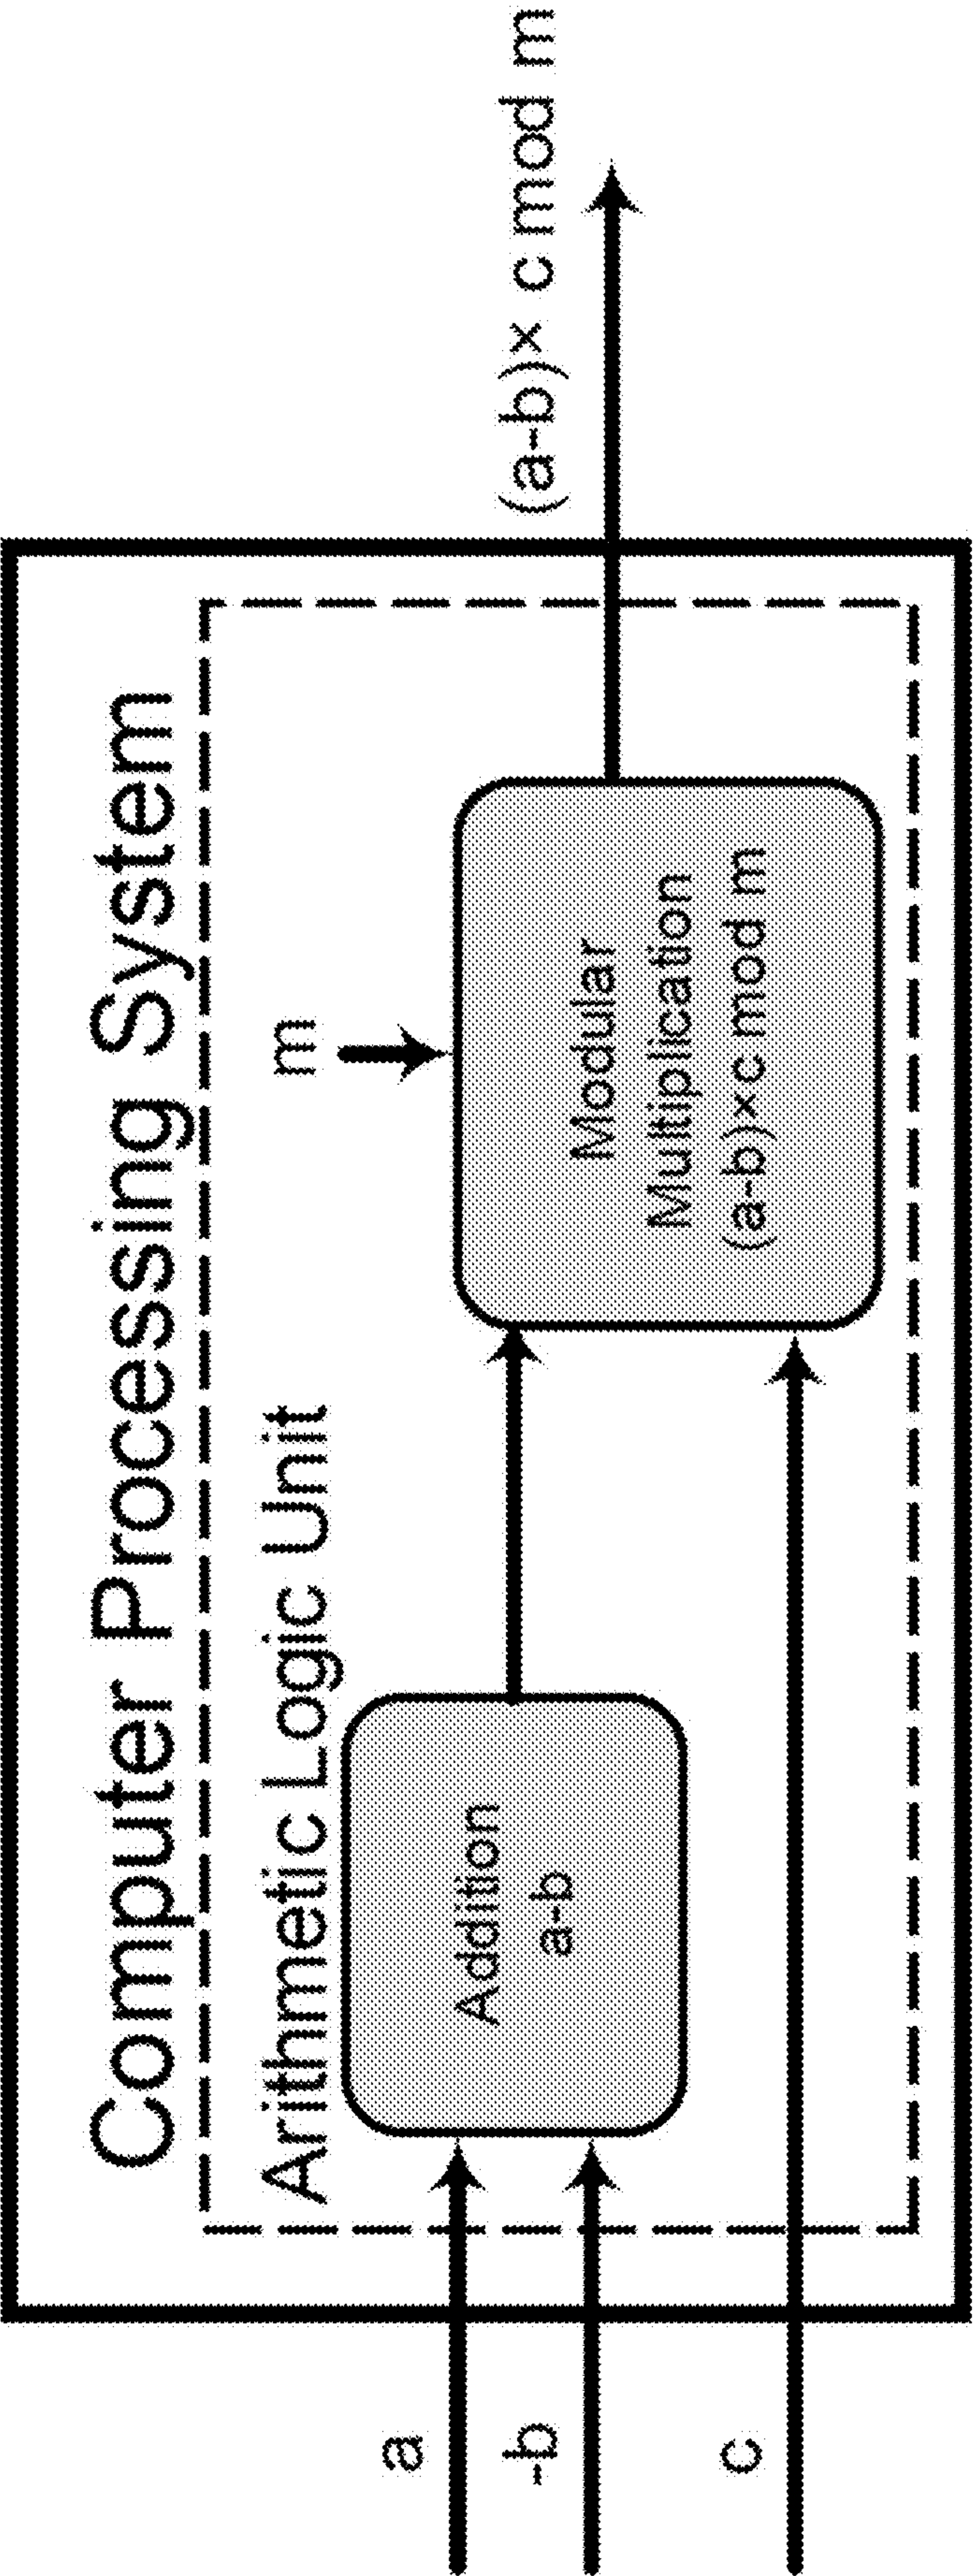 Computer Processing System
Arithmetic Logic Unit
a
-b
c
Addition
a-b
m
Modular
Multiplication
(a-b)×c mod m
(a-b)× c mod m